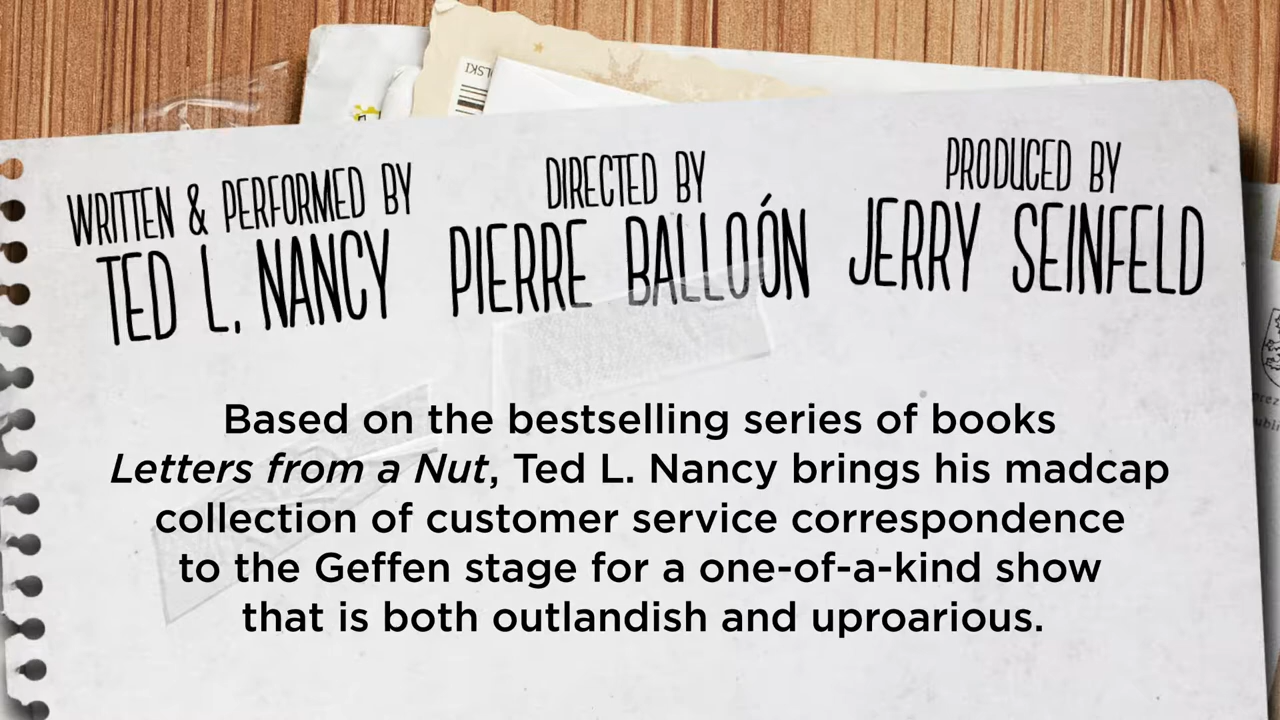 WRITTEN & PERFORMED BY
TED L. NANCY
DIRECTED BY
PIERRE BALLOÓN
PRODUCED BY
JERRY SEINFELD
Based on the bestselling series of books
Letters from a Nut, Ted L. Nancy brings his madcap
collection of customer service correspondence
to the Geffen stage for a one-of-a-kind show
that is both outlandish and uproarious.